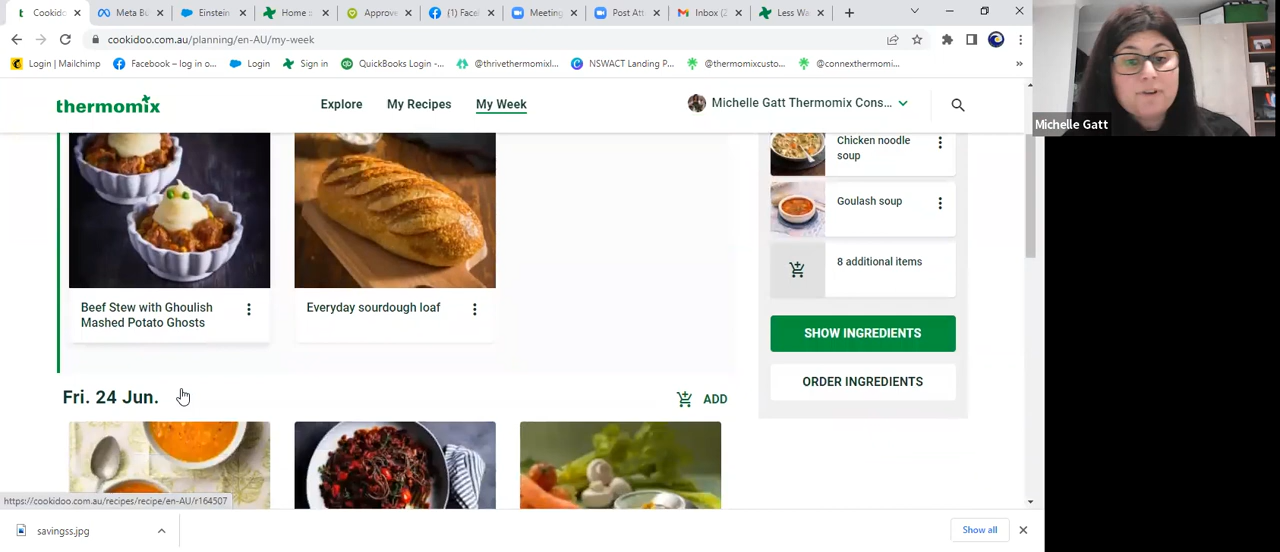 Cookidoo
Meta Bu
Einstein
Home a
Approve
(1) Facel
Meeting
Post Att
Inbox (2
Less Wa
cookidoo.com.au/planning/en-AU/my-week
Login | Mailchimp
Facebook – log in o...
Login
Sign in
QuickBooks Login -...
@thrivethermomixl...
NSWACT Landing P...
@thermomixcusto...
@connexthermomi...
»
thermomix
Explore
My Recipes
My Week
Michelle Gatt Thermomix Cons...
Michelle Gatt
Chicken noodle
soup
Goulash soup
8 additional items
Beef Stew with Ghoulish
Mashed Potato Ghosts
Everyday sourdough loaf
SHOW INGREDIENTS
ORDER INGREDIENTS
Fri. 24 Jun.
ADD
https://cookidoo.com.au/recipes/recipe/en-AU/r164507
savingss.jpg
Show all